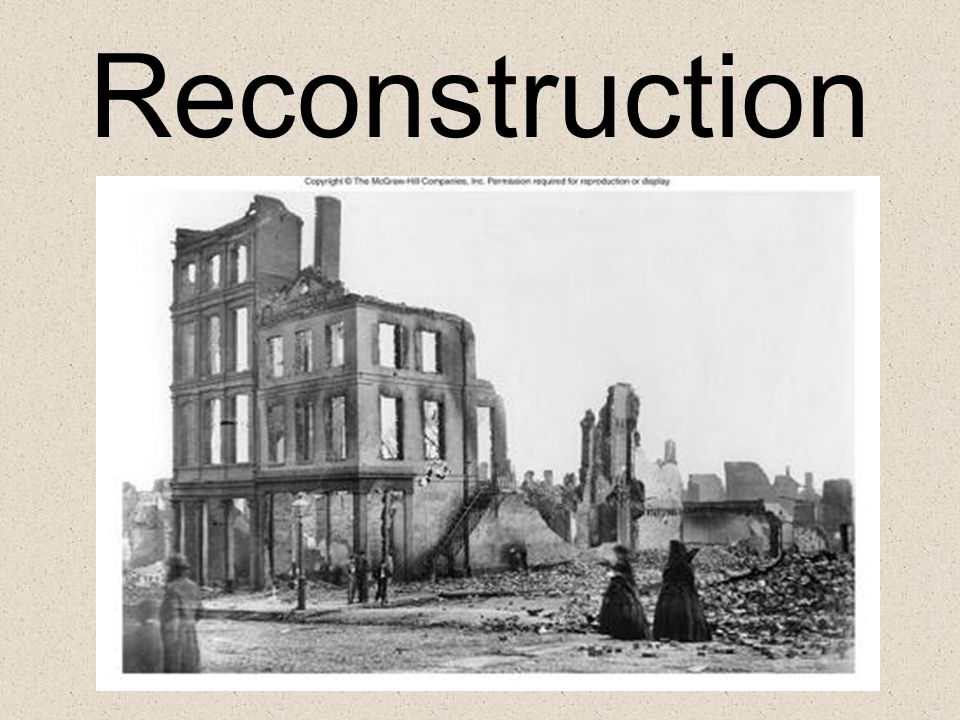 Reconstruction
Copyright © The McGraw-Hill Companies, Inc. Permission required for reproduction or display.